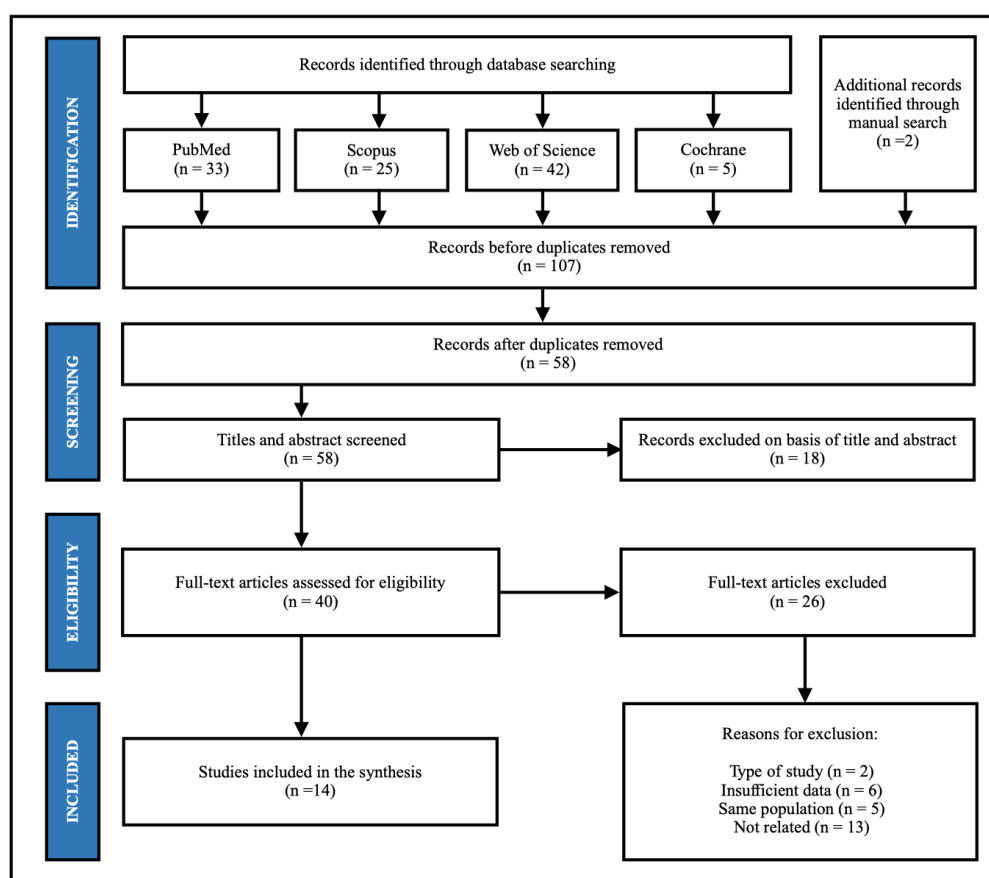 IDENTIFICATION
Records identified through database searching
Additional records
identified through
manual search
(n =2)
PubMed
(n = 33)
Scopus
(n = 25)
Web of Science
(n = 42)
Cochrane
(n = 5)
Records before duplicates removed
(n = 107)
SCREENING
Records after duplicates removed
(n = 58)
Titles and abstract screened
(n = 58)
Records excluded on basis of title and abstract
(n = 18)
ELIGIBILITY
Full-text articles assessed for eligibility
(n = 40)
Full-text articles excluded
(n = 26)
INCLUDED
Studies included in the synthesis
(n =14)
Reasons for exclusion:
Type of study (n = 2)
Insufficient data (n = 6)
Same population (n = 5)
Not related (n = 13)